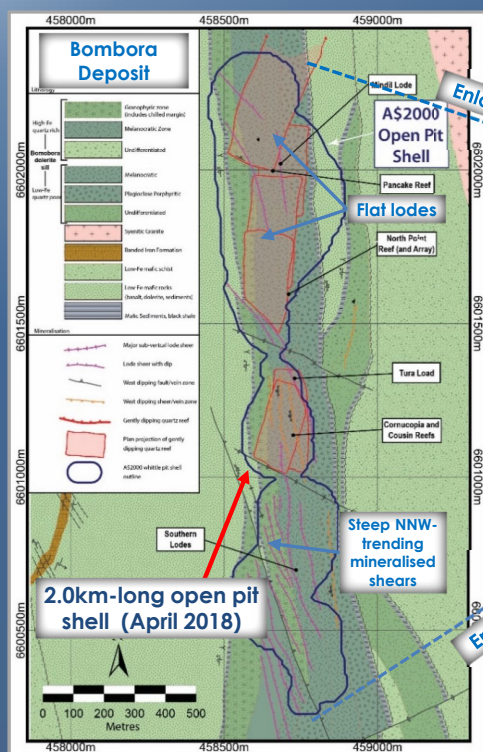 458000m
458500m
459000m
Bombora
Deposit
Lithology
High-Fe
quartz rich
Bombora
dolerite
sill
Low-Fe
quartz poor
Granophyric zone
(includes chilled margin)
Melanocratic Zone
Undifferentiated
Melanocratic
Plagioclase Porphyritic
Undifferentiated
Syenitic Granite
Banded Iron Formation
Low-Fe mafic schist
Low-Fe mafic rocks
(basalt, dolerite, sediments)
Mafic Sediments, black shale
Mineralisation
Major sub-vertical lode shear
Lode shear with dip
West dipping fault/vein zone
West dipping shear/vein zone
Gently dipping quartz reef
Plan projection of gently
dipping quartz reef
A$2000 whittle pit shell
outline
Mindil Lode
A$2000
Open Pit
Shell
Pancake Reef
Flat lodes
North Point
Reef (and Array)
Tura Load
Cornucopia and
Cousin Reefs
Steep NNW-
trending
mineralised
shears
Southern
Lodes
2.0km-long open pit
shell (April 2018)
6602000m
6602000m
6601500m
6601500m
6601000m
6601000m
6600500m
6600500m
0 100 200 300 400 500
Metres
458000m
458500m
459000m